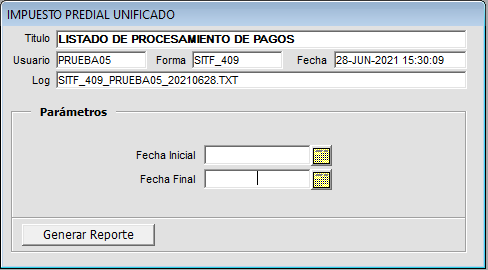 IMPUESTO PREDIAL UNIFICADO
Titulo LISTADO DE PROCESAMIENTO DE PAGOS
Usuario PRUEBA05 Forma SITF_409 Fecha 28-JUN-2021 15:30:09
Log SITF_409_PRUEBA05_20210628.TXT
Parámetros
Fecha Inicial
Fecha Final
Generar Reporte